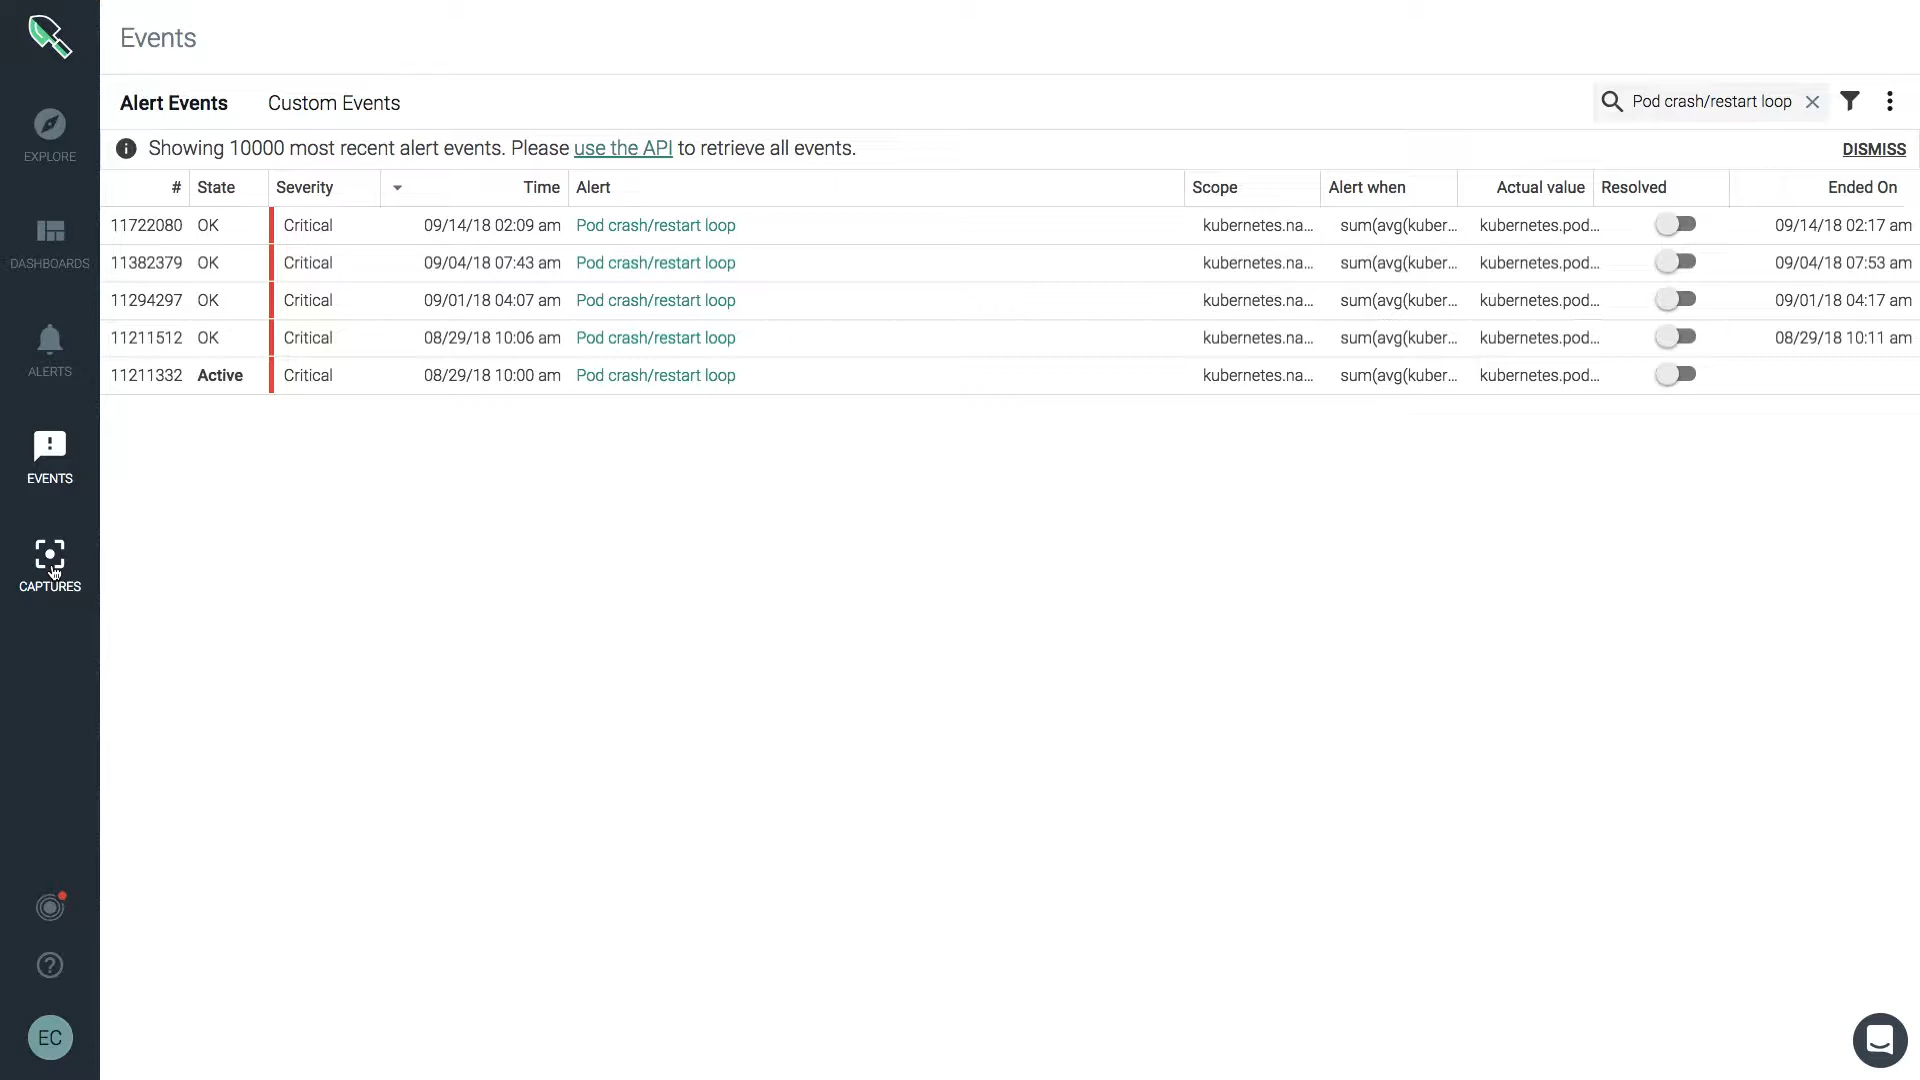 Events
Alert Events Custom Events Pod crash/restart loop
Showing 10000 most recent alert events. Please use the API to retrieve all events. DISMISS
# State Severity Time Alert Scope Alert when Actual value Resolved Ended On
11722080 OK Critical 09/14/18 02:09 am Pod crash/restart loop kubernetes.na... sum(avg(kuber... kubernetes.pod... 09/14/18 02:17 am
11382379 OK Critical 09/04/18 07:43 am Pod crash/restart loop kubernetes.na... sum(avg(kuber... kubernetes.pod... 09/04/18 07:53 am
11294297 OK Critical 09/01/18 04:07 am Pod crash/restart loop kubernetes.na... sum(avg(kuber... kubernetes.pod... 09/01/18 04:17 am
11211512 OK Critical 08/29/18 10:06 am Pod crash/restart loop kubernetes.na... sum(avg(kuber... kubernetes.pod... 08/29/18 10:11 am
11211332 Active Critical 08/29/18 10:00 am Pod crash/restart loop kubernetes.na... sum(avg(kuber... kubernetes.pod...
EXPLORE
DASHBOARDS
ALERTS
EVENTS
CAPTURES
EC